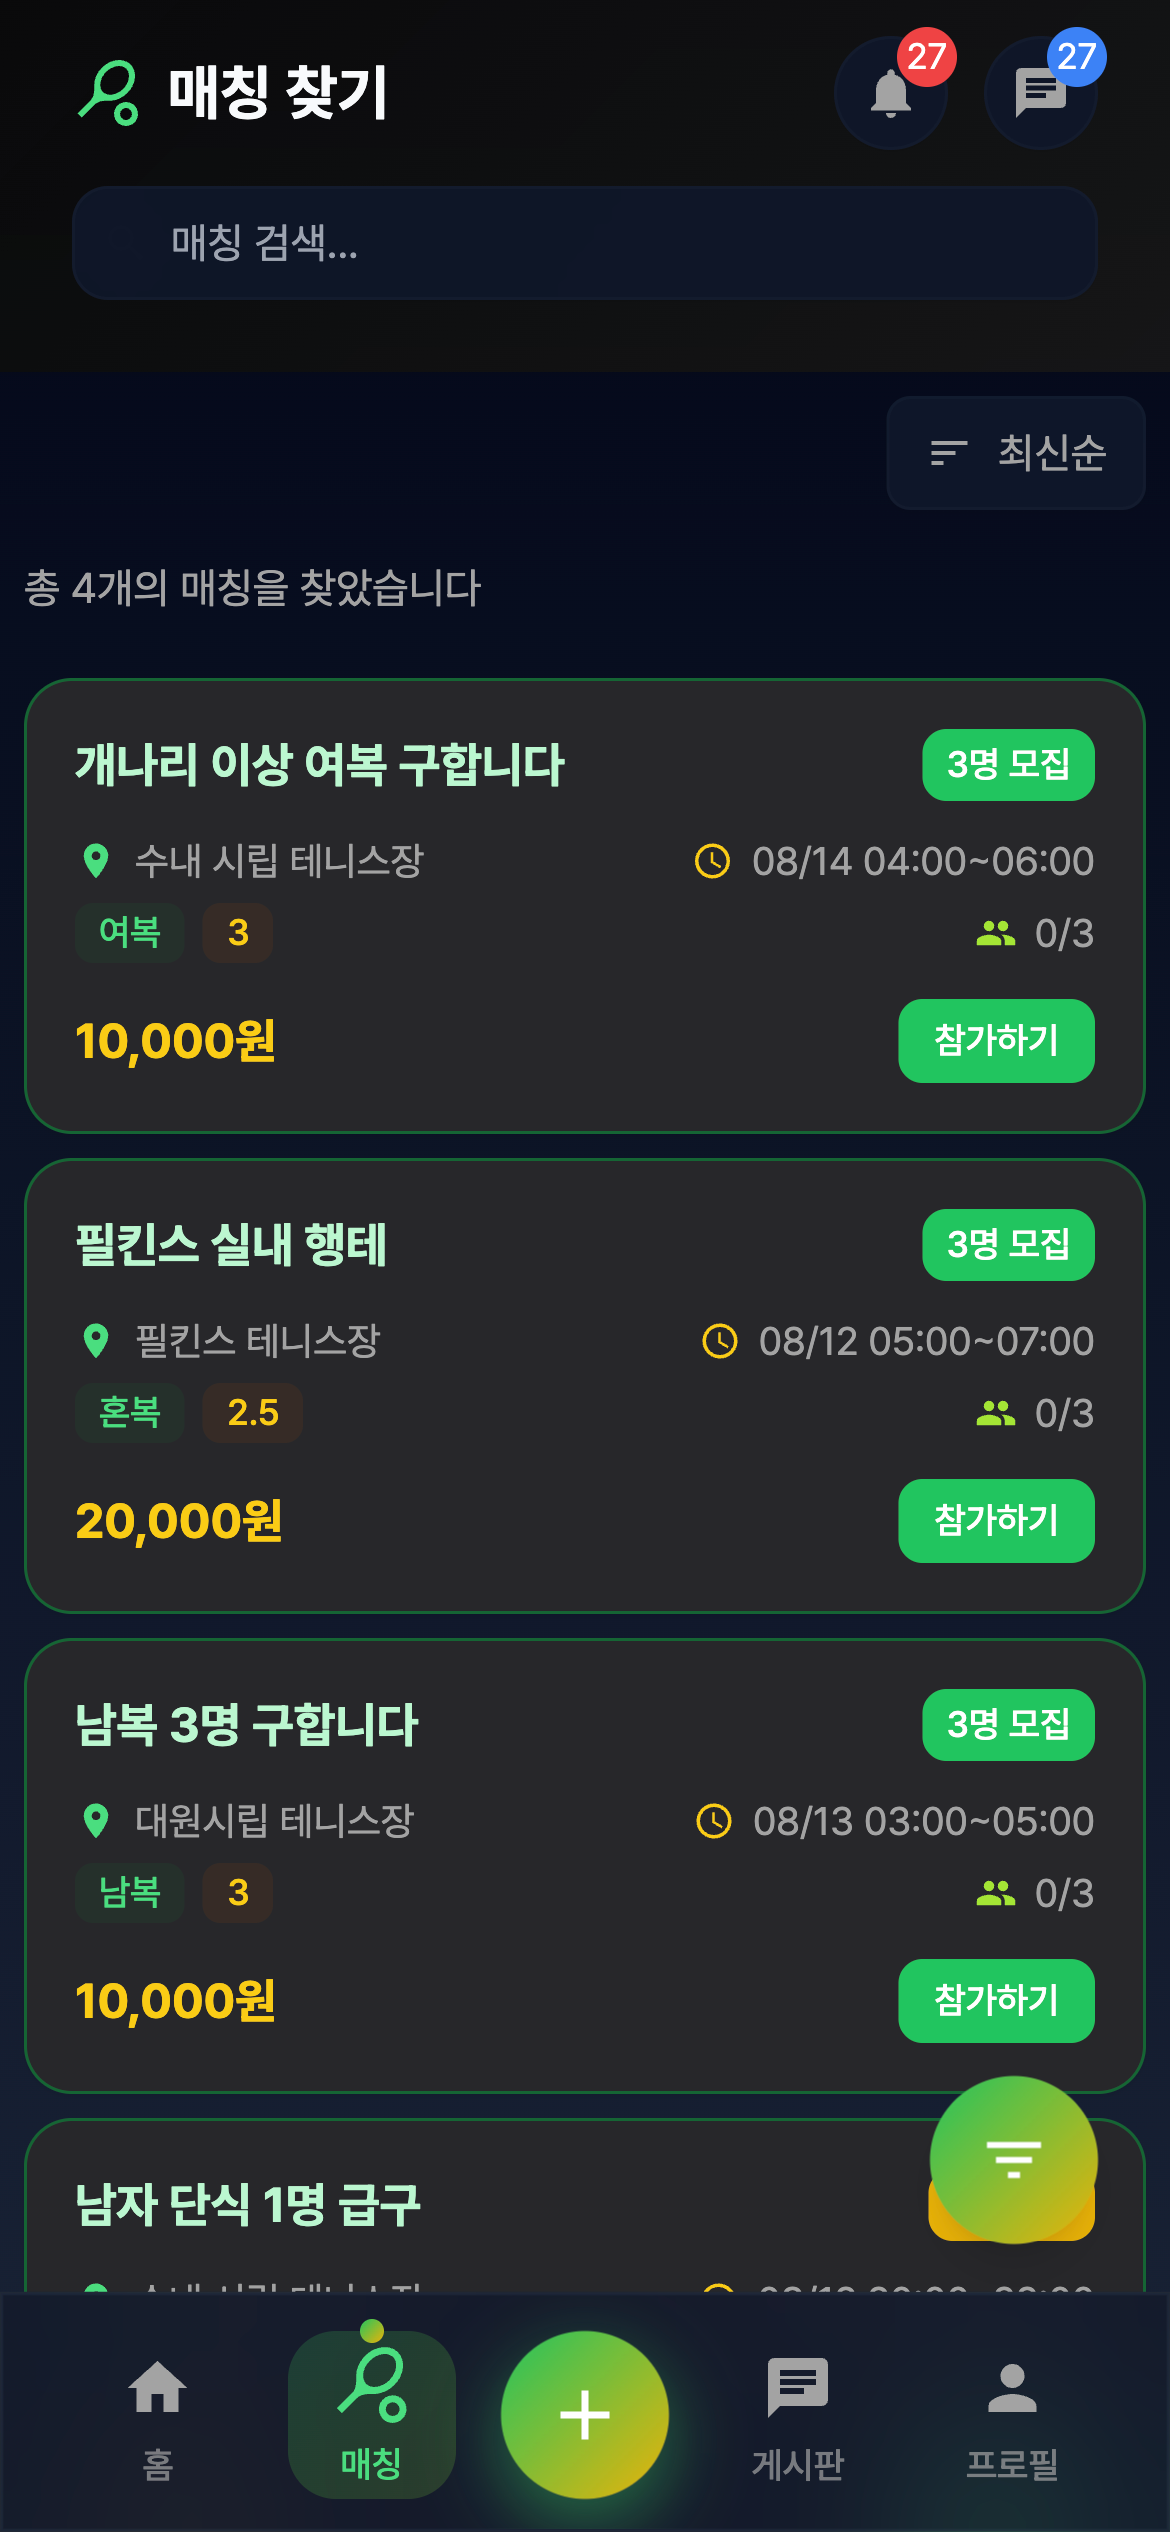 매칭 찾기
27
27
매칭 검색...
최신순
총 4개의 매칭을 찾았습니다
개나리 이상 여복 구합니다
3명 모집
수내 시립 테니스장
08/14 04:00~06:00
여복
3
0/3
10,000원
참가하기
필킨스 실내 행테
3명 모집
필킨스 테니스장
08/12 05:00~07:00
혼복
2.5
0/3
20,000원
참가하기
남복 3명 구합니다
3명 모집
대원시립 테니스장
08/13 03:00~05:00
남복
3
0/3
10,000원
참가하기
남자 단식 1명 급구
홈
매칭
게시판
프로필